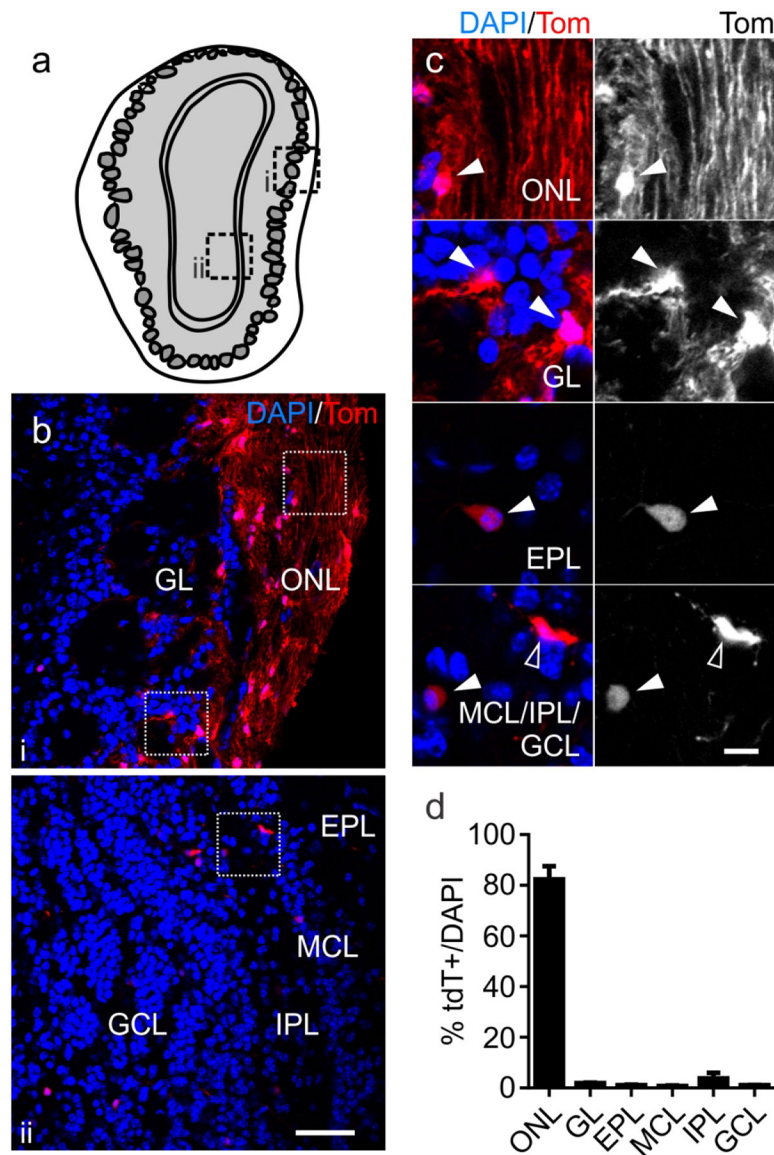 a
i
ii
b
DAPI/Tom
GL
ONL
i
EPL
MCL
GCL
IPL
ii
DAPI/Tom
Tom
c
ONL
GL
EPL
MCL/IPL/
GCL
d
% tdT+/DAPI
100
80
60
40
20
0
ONL
GL
EPL
MCL
IPL
GCL